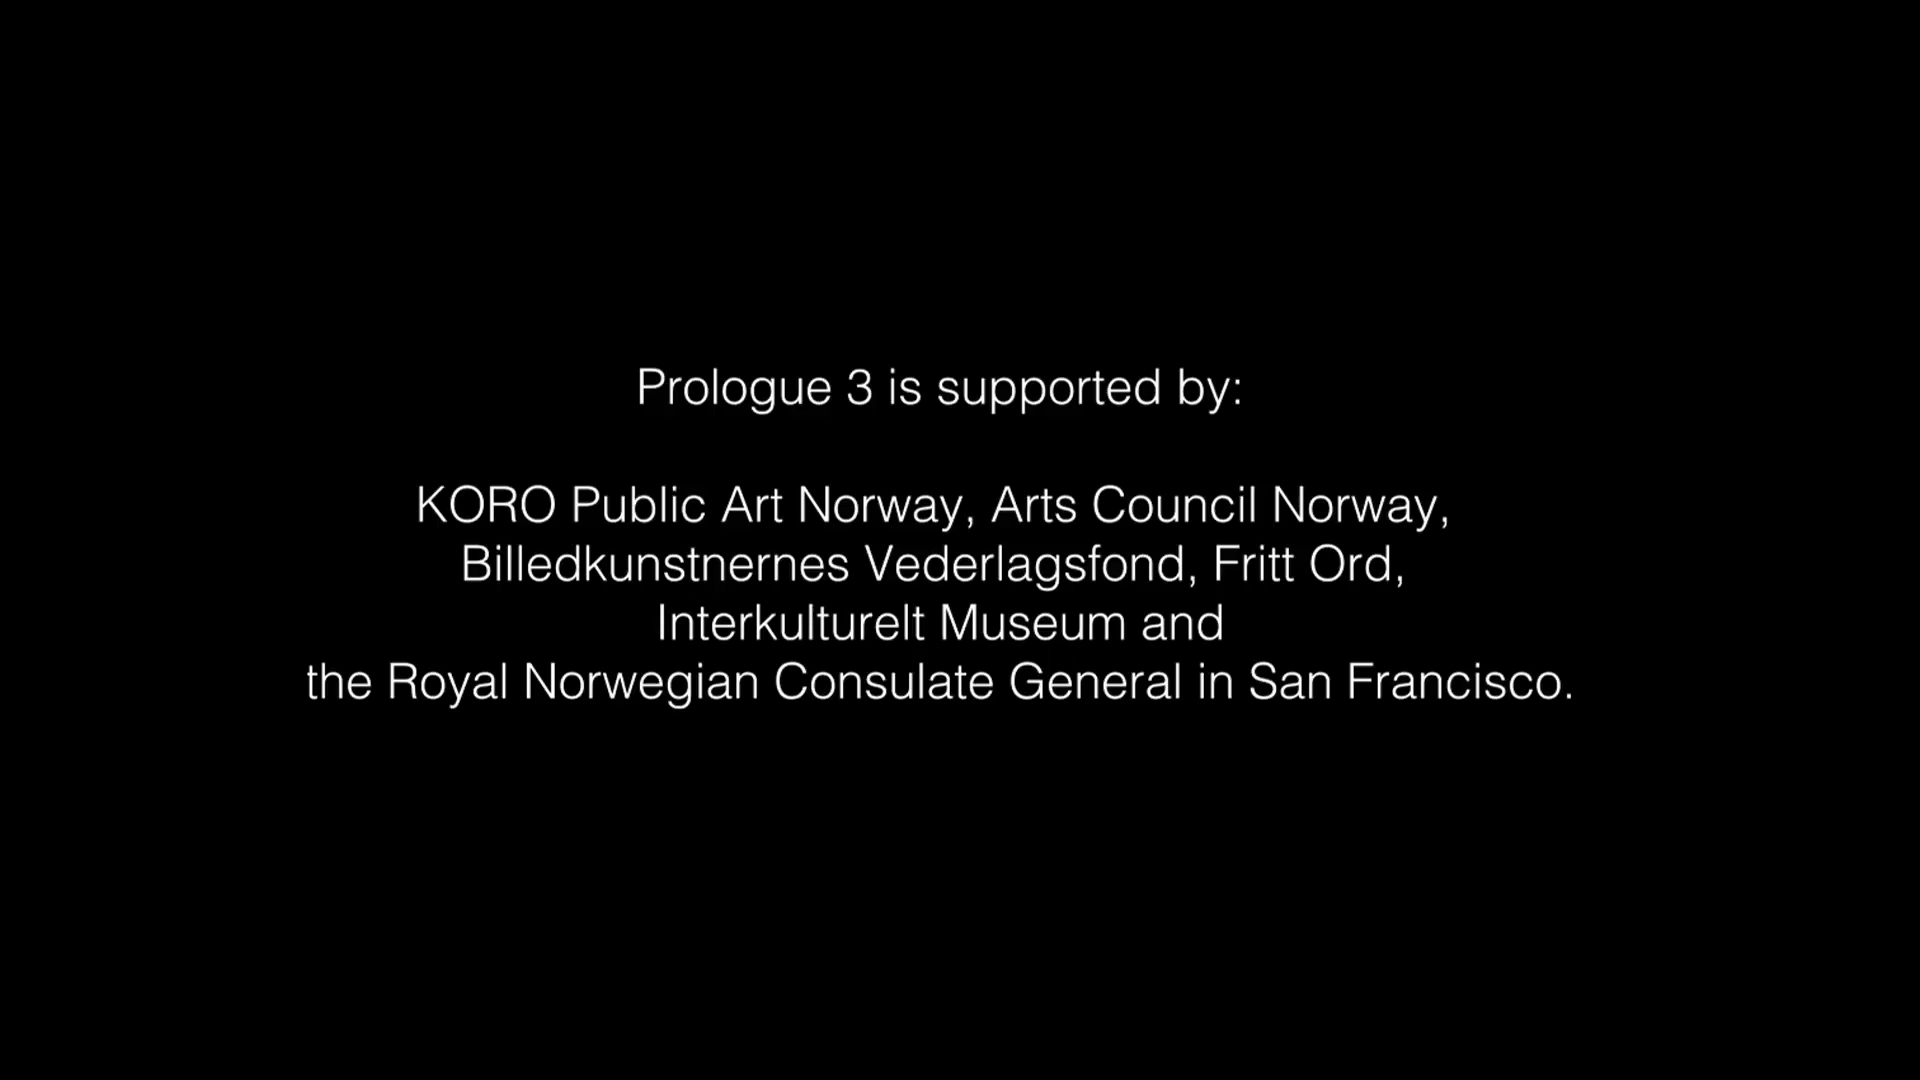 Prologue 3 is supported by:
KORO Public Art Norway, Arts Council Norway,
Billedkunstnernes Vederlagsfond, Fritt Ord,
Interkulturelt Museum and
the Royal Norwegian Consulate General in San Francisco.